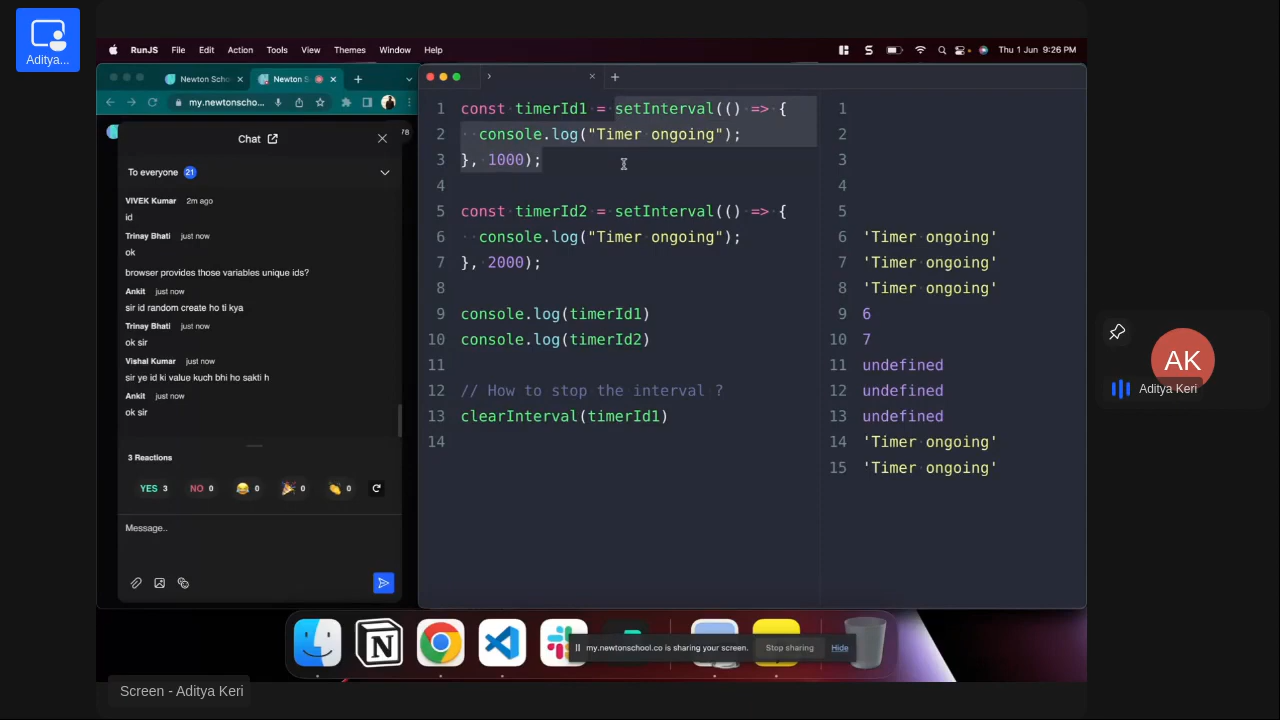 Aditya...
RunJS File Edit Action Tools View Themes Window Help
Thu 1 Jun 9:26 PM
Newton Scho
Newton S
my.newtonscho...
78
Chat
To everyone 21
VIVEK Kumar 2m ago
id
Trinay Bhati just now
ok
browser provides those variables unique ids?
Ankit just now
sir id random create ho ti kya
Trinay Bhati just now
ok sir
Vishal Kumar just now
sir ye id ki value kuch bhi ho sakti h
Ankit just now
ok sir
3 Reactions
YES 3 NO 0 0 0 0
Message..
1 const timerId1 = setInterval(() => {
2 console.log("Timer ongoing");
3 }, 1000);
4
5 const timerId2 = setInterval(() => {
6 console.log("Timer ongoing");
7 }, 2000);
8
9 console.log(timerId1)
10 console.log(timerId2)
11
12 // How to stop the interval ?
13 clearInterval(timerId1)
14
1
2
3
4
5
6 'Timer ongoing'
7 'Timer ongoing'
8 'Timer ongoing'
9 6
10 7
11 undefined
12 undefined
13 undefined
14 'Timer ongoing'
15 'Timer ongoing'
AK
Aditya Keri
my.newtonschool.co is sharing your screen. Stop sharing Hide
Screen - Aditya Keri